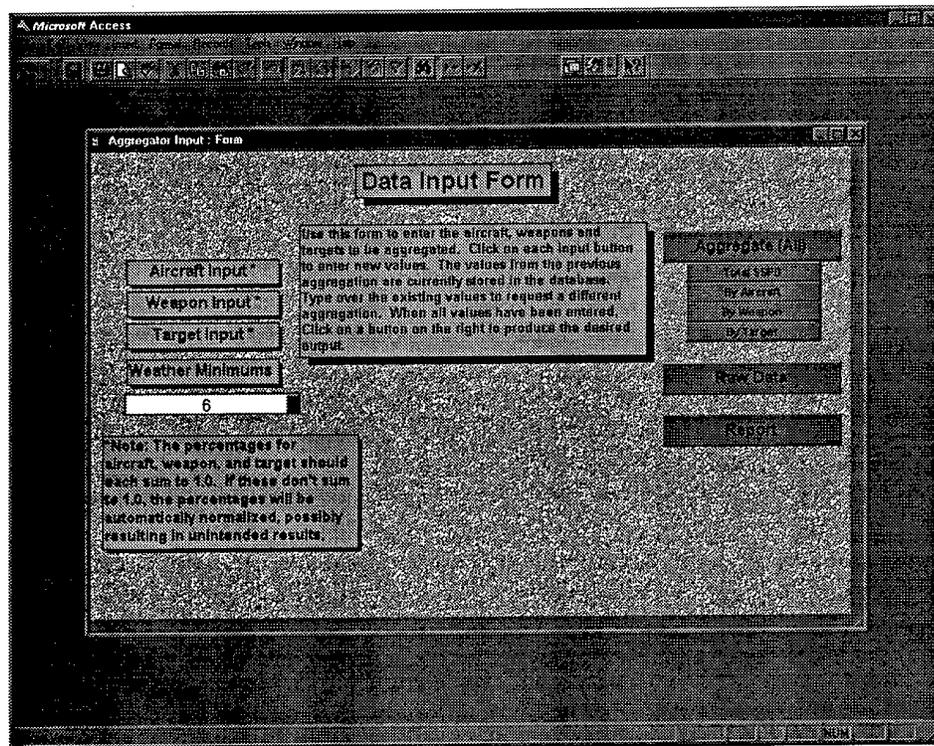 Microsoft Access
Aggregator Input : Form
Data Input Form
Use this form to enter the aircraft, weapons and
targets to be aggregated. Click on each input button
to enter new values. The values from the previous
aggregation are currently stored in the database.
Type over the existing values to request a different
aggregation. When all values have been entered,
Click on a button on the right to produce the desired
output.
Aircraft Input *
Weapon Input *
Target Input *
Weather Minimums
6
*Note: The percentages for
aircraft, weapon, and target should
each sum to 1.0. If these don't sum
to 1.0, the percentages will be
automatically normalized, possibly
resulting in unintended results.
Aggregate (All)
Total
By Aircraft
By Weapon
By Target
Raw Data
Report
NUM